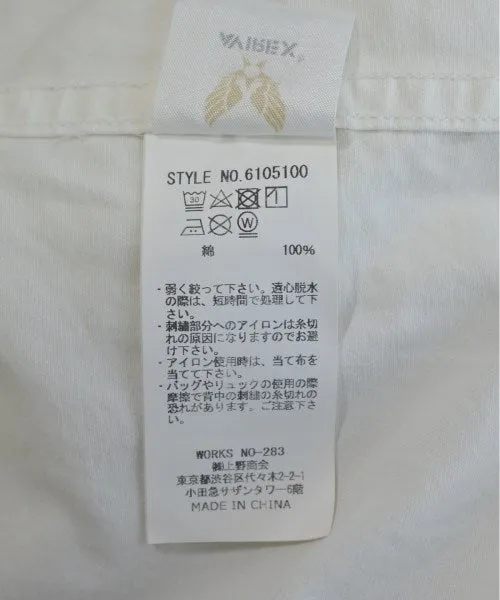 AVIREX®
STYLE NO.6105100
30
W
綿 100%
・弱く絞って下さい。遠心脱水
の際は、短時間で処理して下
さい。
・刺繍部分へのアイロンは糸切
れの原因になりますのでお避
け下さい。
・アイロン使用時は、当て布を
当てて下さい。
・バッグやリュックの使用の際
摩擦で背中の刺繍の糸切れの
恐れがあります。ご注意下さ
い。
WORKS NO-283
㈱上野商会
東京都渋谷区代々木2-2-1
小田急サザンタワー6階
MADE IN CHINA